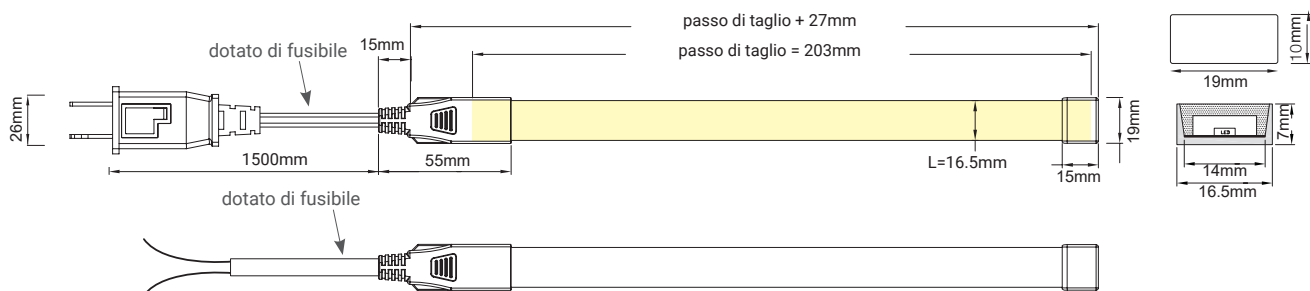 passo di taglio + 27mm
passo di taglio = 203mm
dotato di fusibile
15mm
26mm
1500mm
55mm
L=16.5mm
15mm
19mm
10mm
19mm
LED
7mm
14mm
16.5mm
dotato di fusibile